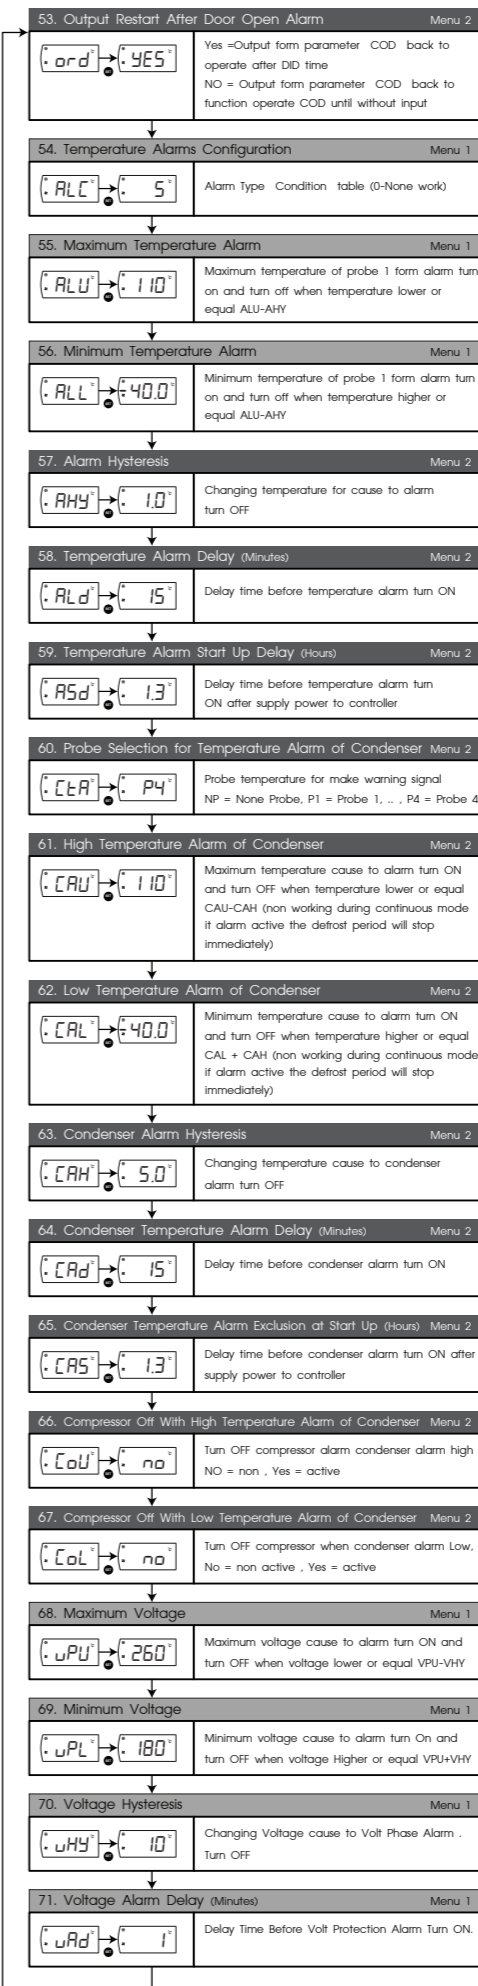 53. Output Restart After Door Open Alarm Menu 2
ord YES
Yes =Output form parameter COD back to
operate after DID time
NO = Output form parameter COD back to
function operate COD until without input
54. Temperature Alarms Configuration Menu 1
ALC 5
Alarm Type Condition table (0-None work)
55. Maximum Temperature Alarm Menu 1
ALU 110
Maximum temperature of probe 1 form alarm turn
on and turn off when temperature lower or
equal ALU-AHY
56. Minimum Temperature Alarm Menu 1
ALL -40.0
Minimum temperature of probe 1 form alarm turn
on and turn off when temperature higher or
equal ALU-AHY
57. Alarm Hysteresis Menu 2
AHY 1.0
Changing temperature for cause to alarm
turn OFF
58. Temperature Alarm Delay (Minutes) Menu 2
ALd 15
Delay time before temperature alarm turn ON
59. Temperature Alarm Start Up Delay (Hours) Menu 2
ASd 1.3
Delay time before temperature alarm turn
ON after supply power to controller
60. Probe Selection for Temperature Alarm of Condenser Menu 2
CtA P4
Probe temperature for make warning signal
NP = None Probe, P1 = Probe 1, .. , P4 = Probe 4
61. High Temperature Alarm of Condenser Menu 2
CAU 110
Maximum temperature cause to alarm turn ON
and turn OFF when temperature lower or equal
CAU-CAH (non working during continuous mode
it alarm active the defrost period will stop
immediately)
62. Low Temperature Alarm of Condenser Menu 2
CAL -40.0
Minimum temperature cause to alarm turn ON
and turn OFF when temperature higher or equal
CAL + CAH (non working during continuous mode
if alarm active the defrost period will stop
immediately)
63. Condenser Alarm Hysteresis Menu 2
CAH 5.0
Changing temperature cause to condenser
alarm turn OFF
64. Condenser Temperature Alarm Delay (Minutes) Menu 2
CAd 15
Delay time before condenser alarm turn ON
65. Condenser Temperature Alarm Exclusion at Start Up (Hours) Menu 2
CAS 1.3
Delay time before condenser alarm turn ON after
supply power to controller
66. Compressor Off With High Temperature Alarm of Condenser Menu 2
CoU no
Turn OFF compressor alarm condenser alarm high
NO = non , Yes = active
67. Compressor Off With Low Temperature Alarm of Condenser Menu 2
CoL no
Turn OFF compressor when condenser alarm Low,
No = non active , Yes = active
68. Maximum Voltage Menu 1
uPU 260
Maximum voltage cause to alarm turn ON and
turn OFF when voltage lower or equal VPU-VHY
69. Minimum Voltage Menu 1
uPL 180
Minimum voltage cause to alarm turn On and
turn OFF when voltage Higher or equal VPU+VHY
70. Voltage Hysteresis Menu 1
uHY 10
Changing Voltage cause to Volt Phase Alarm .
Turn OFF
71. Voltage Alarm Delay (Minutes) Menu 1
uAd 1
Delay Time Before Volt Protection Alarm Turn ON.